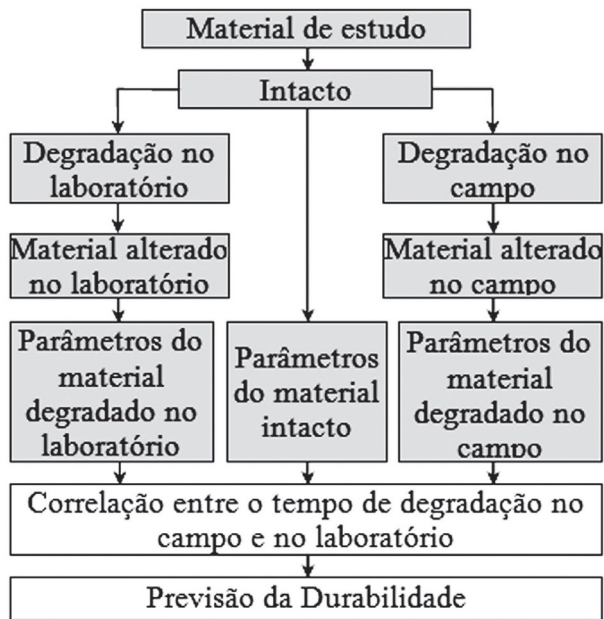 Material de estudo
Intacto
Degradação no
laboratório
Degradação no
campo
Material alterado
no laboratório
Material alterado
no campo
Parâmetros do
material
degradado no
laboratório
Parâmetros
do material
intacto
Parâmetros do
material
degradado no
campo
Correlação entre o tempo de degradação no
campo e no laboratório
Previsão da Durabilidade